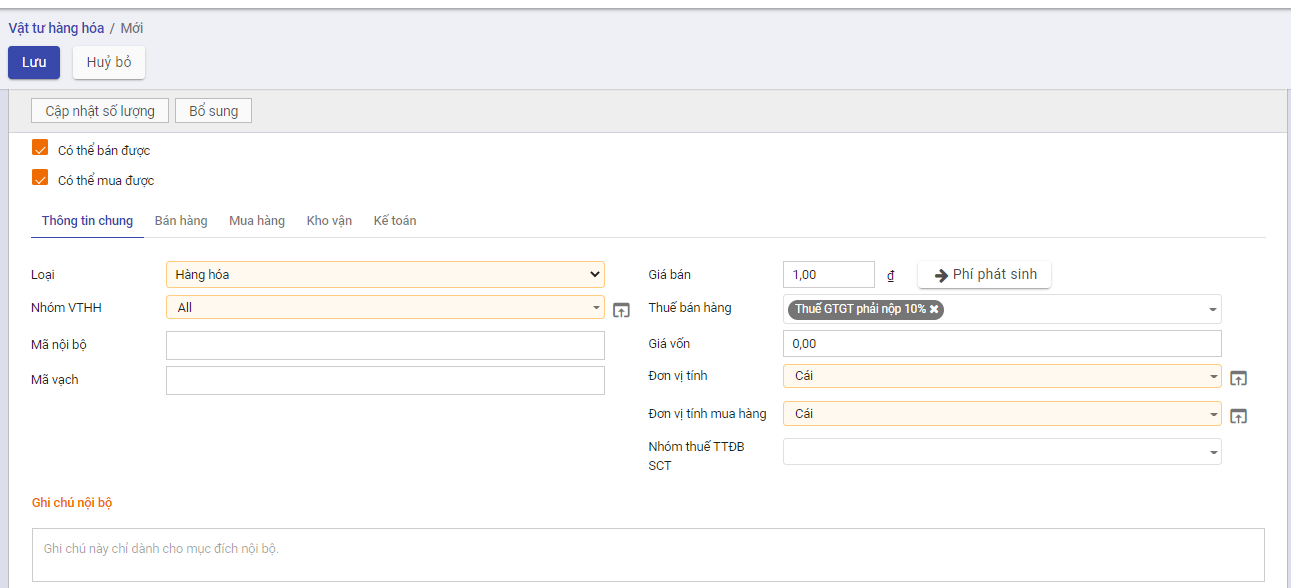 Vật tư hàng hóa / Mới
Lưu Huỷ bỏ
Cập nhật số lượng Bổ sung
Có thể bán được
Có thể mua được
Thông tin chung Bán hàng Mua hàng Kho vận Kế toán
Loại Hàng hóa
Nhóm VTHH All
Mã nội bộ
Mã vạch
Giá bán 1,00 ₫ Phí phát sinh
Thuế bán hàng Thuế GTGT phải nộp 10%
Giá vốn 0,00
Đơn vị tính Cái
Đơn vị tính mua hàng Cái
Nhóm thuế TTĐB
SCT
Ghi chú nội bộ
Ghi chú này chỉ dành cho mục đích nội bộ.